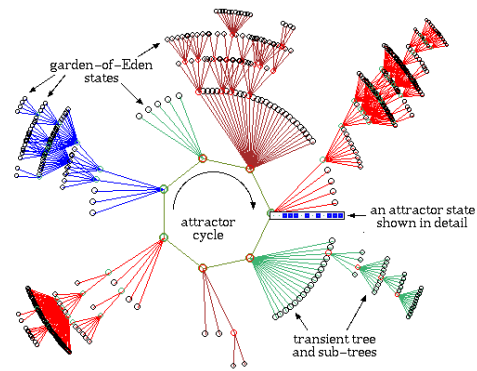 garden-of-Eden
states
attractor
cycle
an attractor state
shown in detail
transient tree
and sub-trees